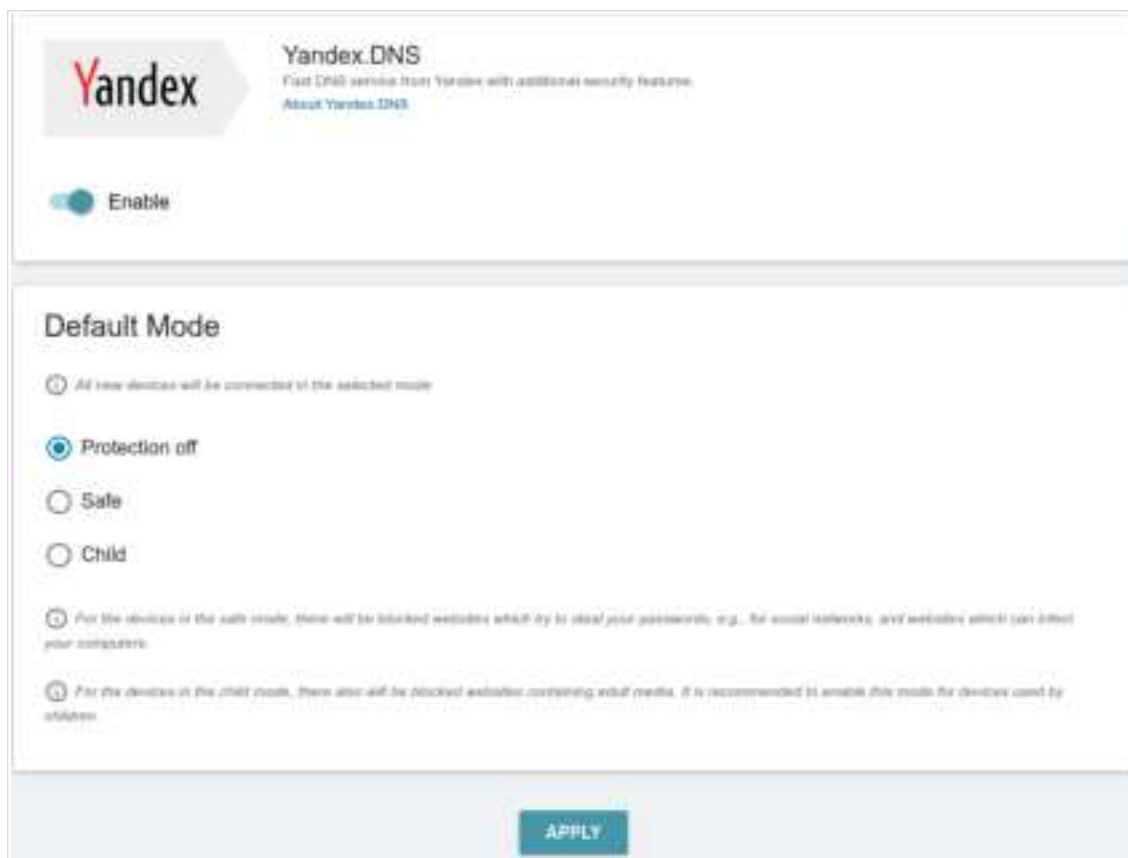 Yandex
Yandex.DNS
Fast DNS service from Yandex with additional security features.
About Yandex.DNS
Enable
Default Mode
All new devices will be connected in the selected mode
Protection off
Safe
Child
For the devices in the safe mode, there will be blocked websites which try to steal your passwords, e.g., for social networks, and websites which can infect
your computers.
For the devices in the child mode, there also will be blocked websites containing adult media. It is recommended to enable this mode for devices used by
children.
APPLY